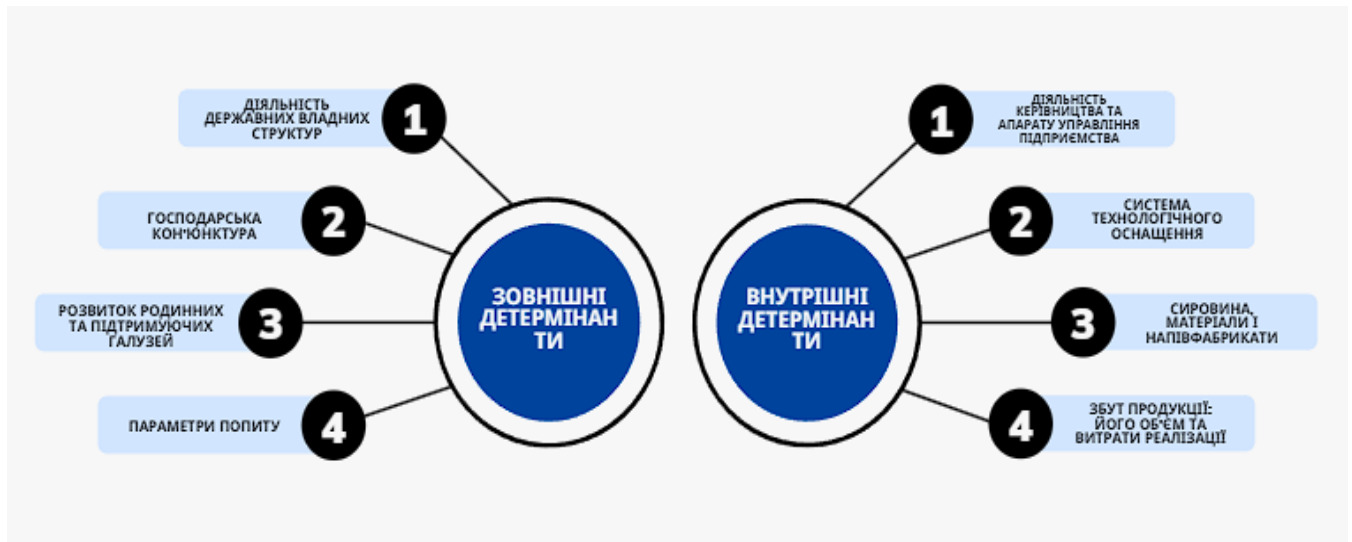 1
ДІЯЛЬНІСТЬ
ДЕРЖАВНИХ ВЛАДНИХ
СТРУКТУР
2
ГОСПОДАРСЬКА
КОН'ЮНКТУРА
3
РОЗВИТОК РОДИННИХ
ТА ПІДТРИМУЮЧИХ
ГАЛУЗЕЙ
4
ПАРАМЕТРИ ПОПИТУ
ЗОВНІШНІ
ДЕТЕРМІНАН
ТИ
ВНУТРІШНІ
ДЕТЕРМІНАН
ТИ
1
ДІЯЛЬНІСТЬ
КЕРІВНИЦТВА ТА
АПАРАТУ УПРАВЛІННЯ
ПІДПРИЄМСТВА
2
СИСТЕМА
ТЕХНОЛОГІЧНОГО
ОСНАЩЕННЯ
3
СИРОВИНА,
МАТЕРІАЛИ І
НАПІВФАБРИКАТИ
4
ЗБУТ ПРОДУКЦІЇ:
ЙОГО ОБ'ЄМ ТА
ВИТРАТИ РЕАЛІЗАЦІЇ